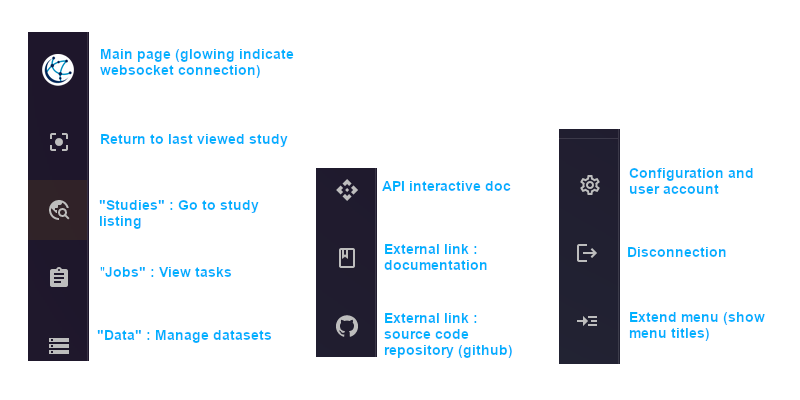 Main page (glowing indicate
websocket connection)
Return to last viewed study
"Studies" : Go to study
listing
"Jobs" : View tasks
"Data" : Manage datasets
API interactive doc
External link :
documentation
External link :
source code
repository (github)
Configuration and
user account
Disconnection
Extend menu (show
menu titles)